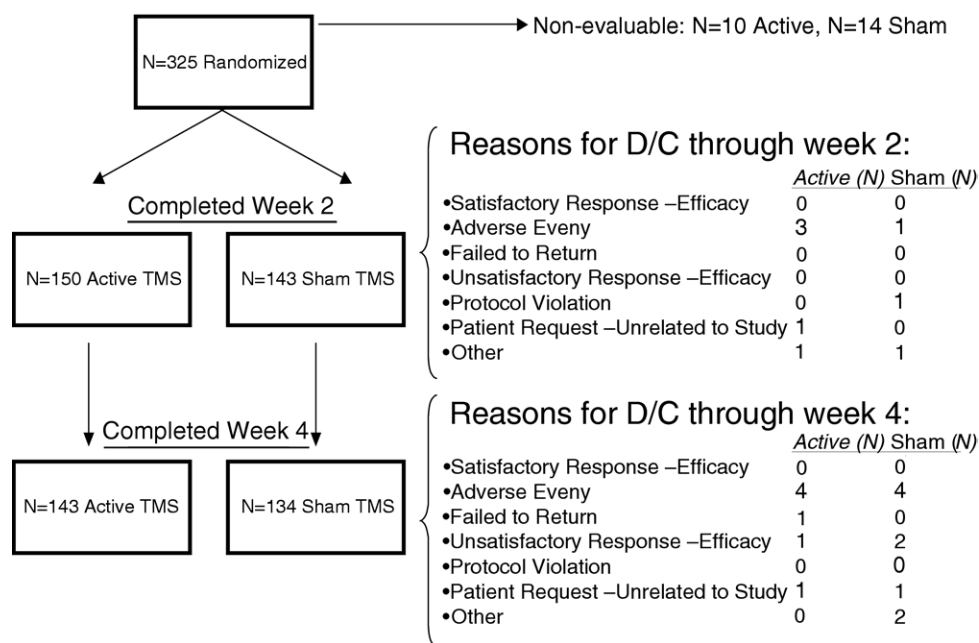 Non-evaluable: N=10 Active, N=14 Sham
N=325 Randomized
Reasons for D/C through week 2:
Active (N) Sham (N)
•Satisfactory Response –Efficacy 0 0
•Adverse Eveny 3 1
•Failed to Return 0 0
•Unsatisfactory Response –Efficacy 0 0
•Protocol Violation 0 1
•Patient Request –Unrelated to Study 1 0
•Other 1 1
Completed Week 2
N=150 Active TMS
N=143 Sham TMS
Reasons for D/C through week 4:
Active (N) Sham (N)
•Satisfactory Response –Efficacy 0 0
•Adverse Eveny 4 4
•Failed to Return 1 0
•Unsatisfactory Response –Efficacy 1 2
•Protocol Violation 0 0
•Patient Request –Unrelated to Study 1 1
•Other 0 2
Completed Week 4
N=143 Active TMS
N=134 Sham TMS